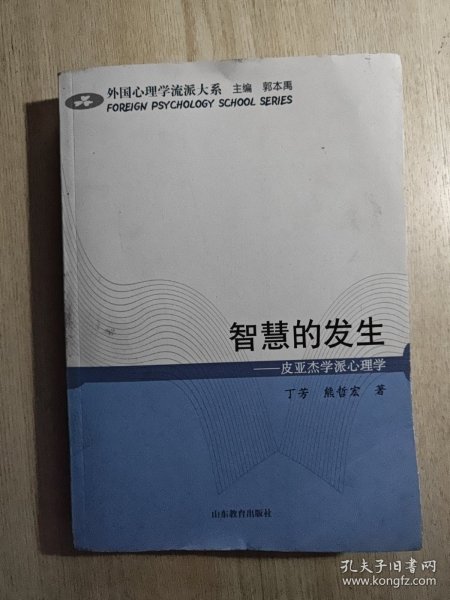 外国心理学流派大系 主编 郭本禹
FOREIGN PSYCHOLOGY SCHOOL SERIES
智慧的发生
——皮亚杰学派心理学
丁芳 熊哲宏 著
山东教育出版社
孔夫子旧书网
www.kongfz.com